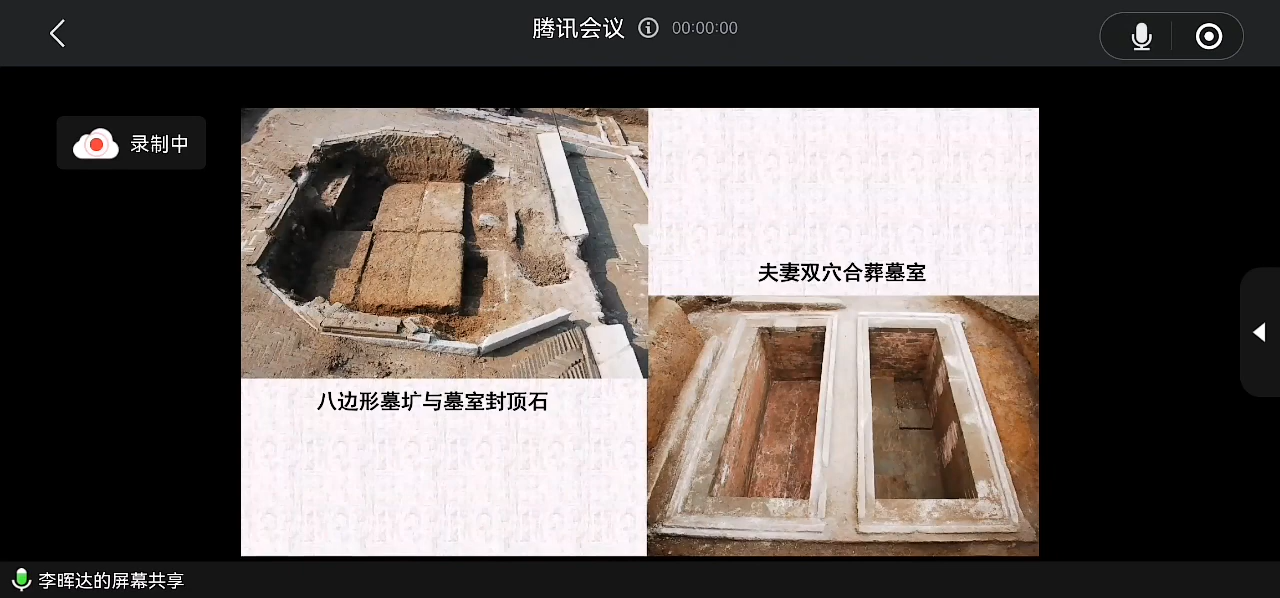 腾讯会议 00:00:00
录制中
夫妻双穴合葬墓室
八边形墓圹与墓室封顶石
李晖达的屏幕共享